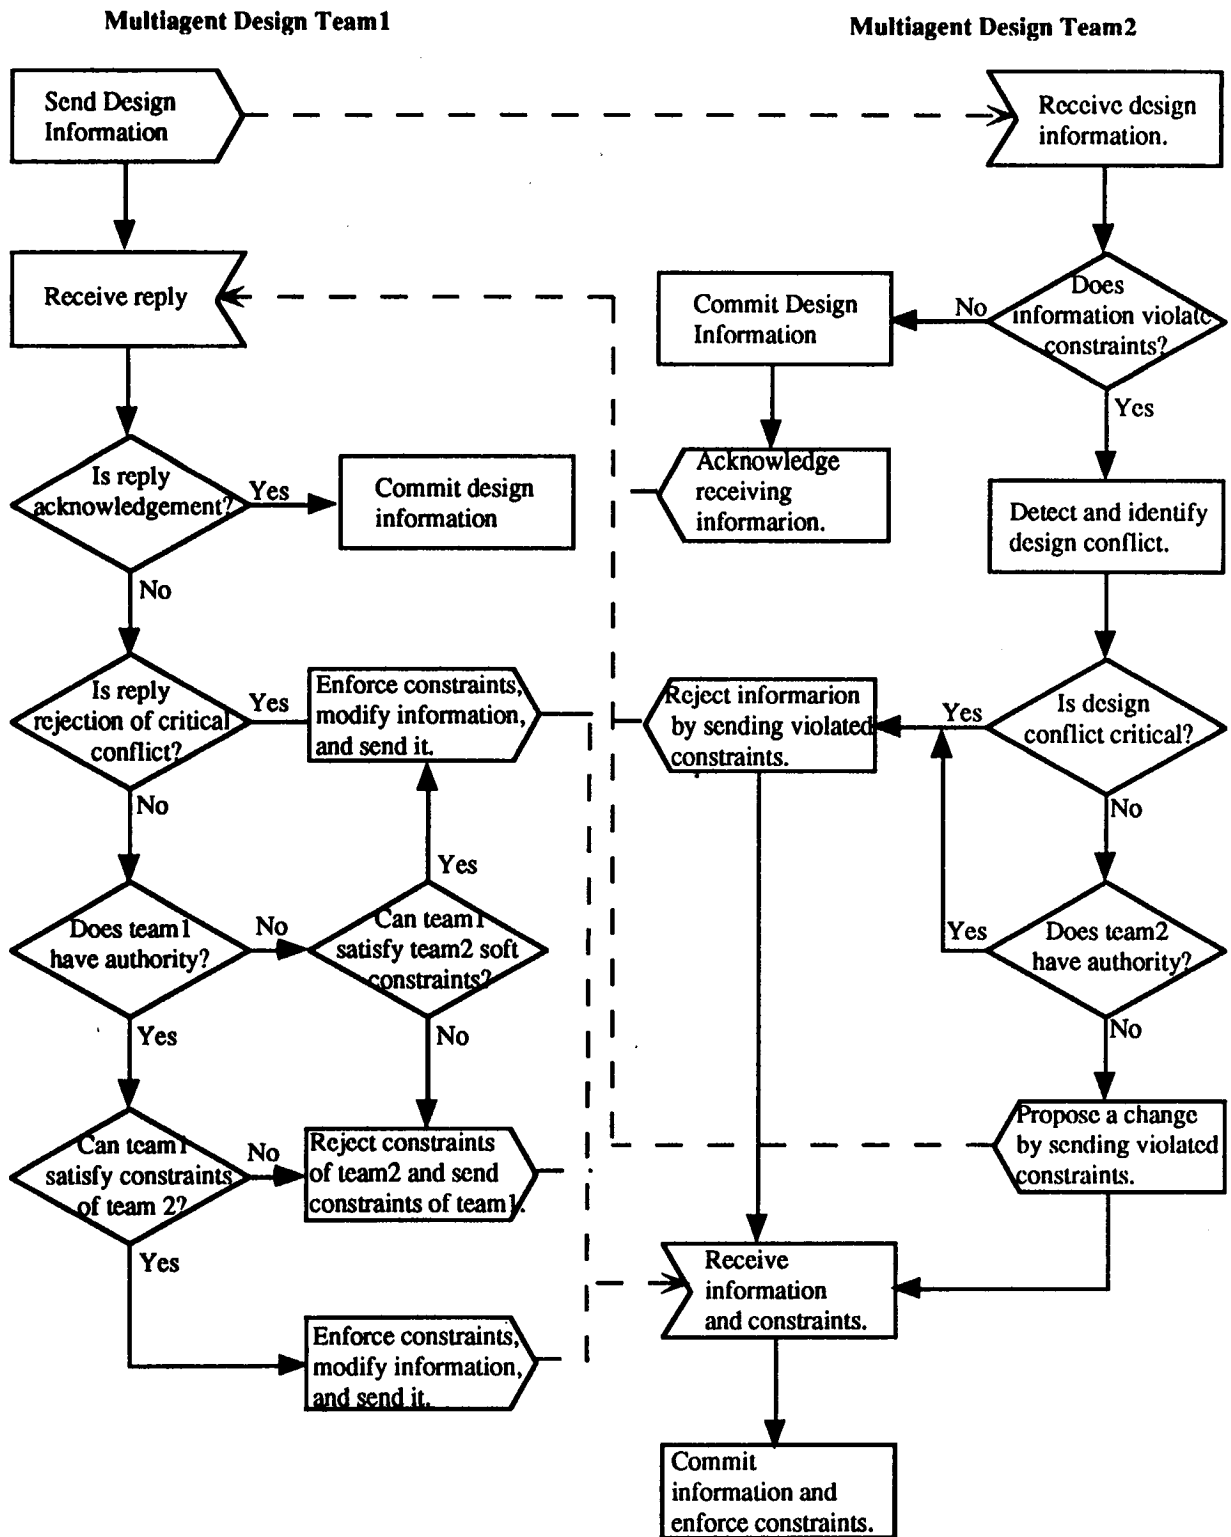 Multiagent Design Team1
Multiagent Design Team2
Send Design
Information
Receive design
information.
Receive reply
Commit Design
Information
No
Does
information violate
constraints?
Yes
Is reply
acknowledgement?
Yes
Commit design
information
Acknowledge
receiving
informarion.
Detect and identify
design conflict.
No
Is reply
rejection of critical
conflict?
Yes
Enforce constraints,
modify information,
and send it.
Reject informarion
by sending violated
constraints.
Yes
Is design
conflict critical?
No
No
Yes
Does team1
have authority?
No
Can team1
satisfy team2 soft
constraints?
Yes
Does team2
have authority?
Yes
No
No
Can team1
satisfy constraints
of team 2?
No
Reject constraints
of team2 and send
constraints of team1.
Propose a change
by sending violated
constraints.
Yes
Receive
information
and constraints.
Enforce constraints,
modify information,
and send it.
Commit
information and
enforce constraints.